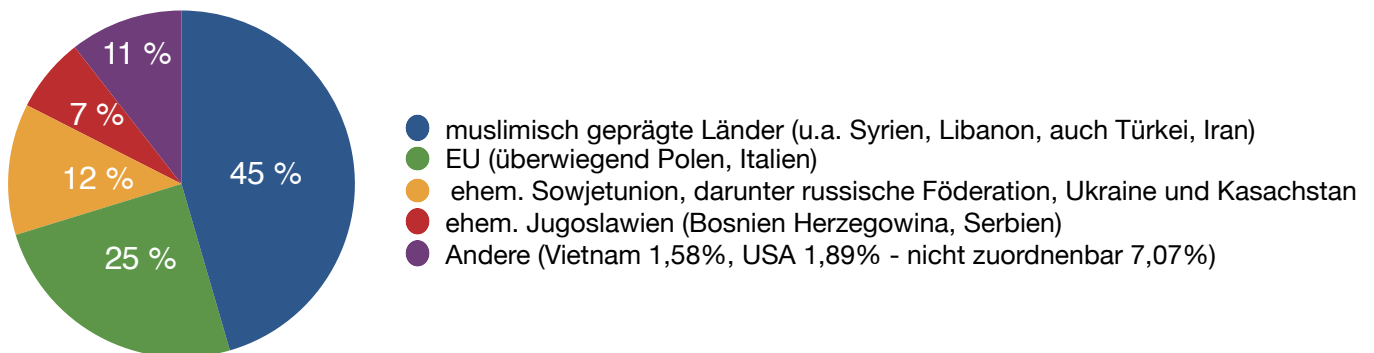 11 %
7 %
12 %
45 %
25 %
muslimisch geprägte Länder (u.a. Syrien, Libanon, auch Türkei, Iran)
EU (überwiegend Polen, Italien)
ehem. Sowjetunion, darunter russische Föderation, Ukraine und Kasachstan
ehem. Jugoslawien (Bosnien Herzegowina, Serbien)
Andere (Vietnam 1,58%, USA 1,89% - nicht zuordnenbar 7,07%)